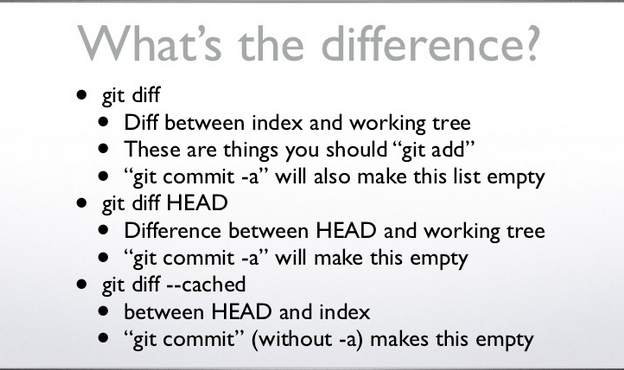 What's the difference?
• git diff
• Diff between index and working tree
• These are things you should “git add”
• “git commit -a” will also make this list empty
• git diff HEAD
• Difference between HEAD and working tree
• “git commit -a” will make this empty
• git diff --cached
• between HEAD and index
• “git commit” (without -a) makes this empty